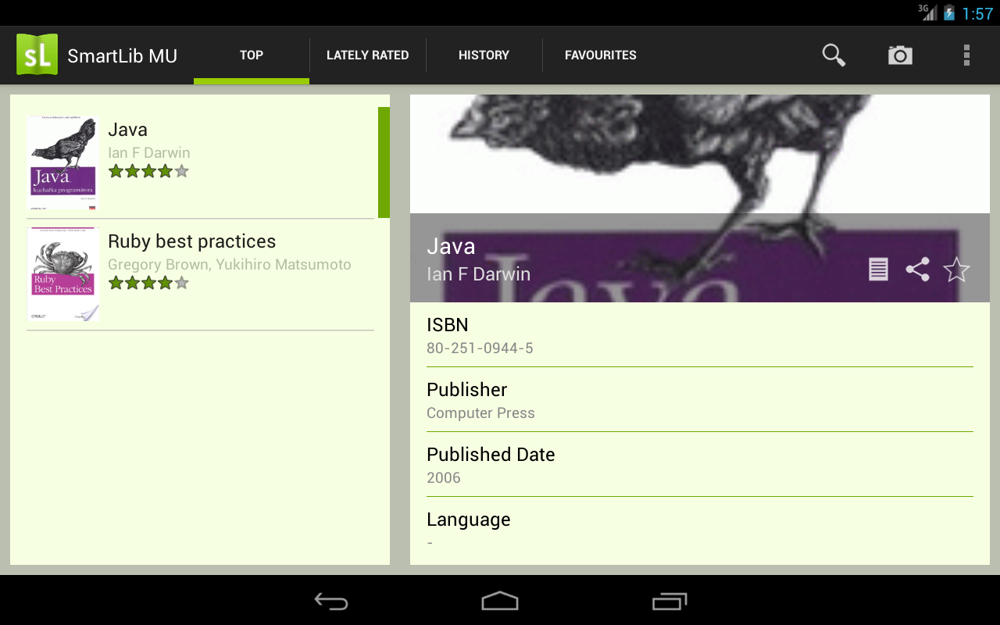 3G
1:57
sL
SmartLib MU
TOP
LATELY RATED
HISTORY
FAVOURITES
Java
Ian F Darwin
Java
kuchařka programátora
Ruby best practices
Gregory Brown, Yukihiro Matsumoto
Ruby
Best Practices
O'REILLY
Java
Java
Ian F Darwin
ISBN
80-251-0944-5
Publisher
Computer Press
Published Date
2006
Language
-